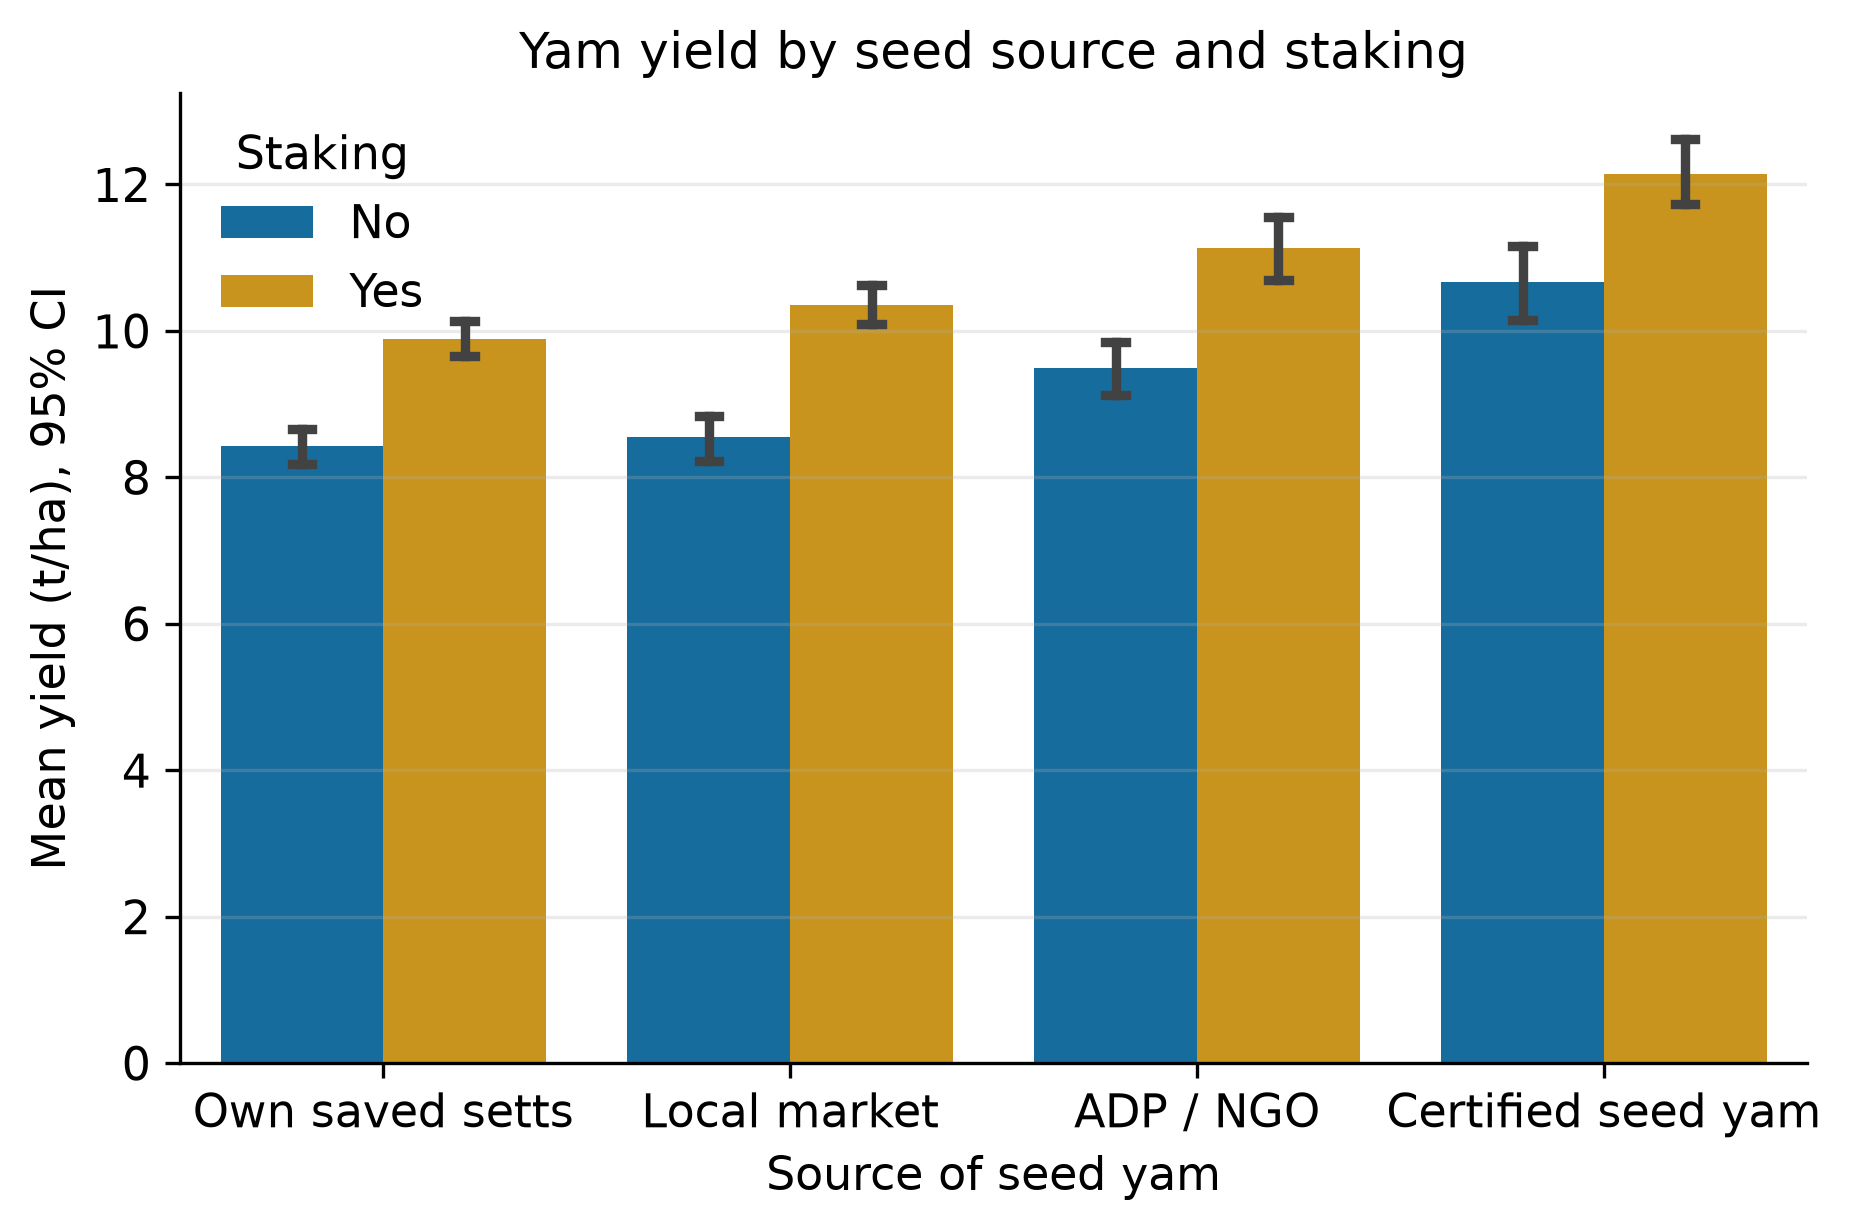 Yam yield by seed source and staking
Staking
No
Yes
Mean yield (t/ha), 95% CI
12
10
8
6
4
2
0
Own saved setts
Local market
ADP / NGO
Certified seed yam
Source of seed yam